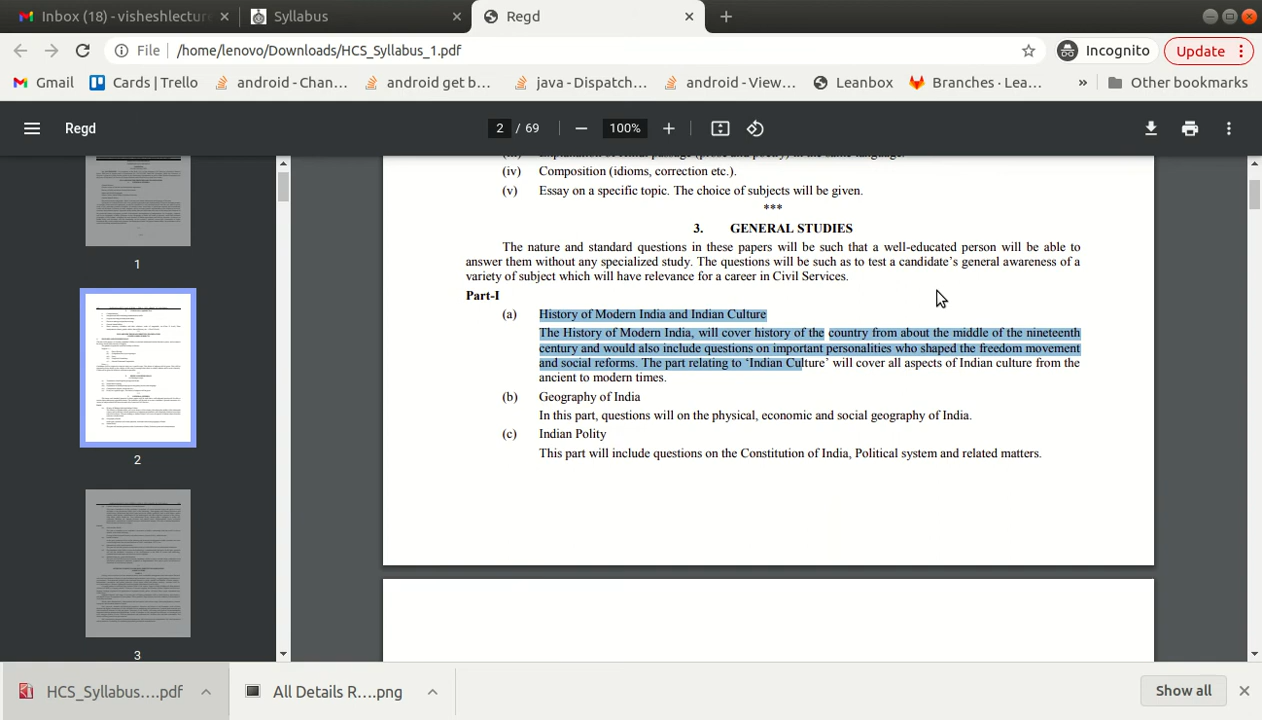 Inbox (18) - visheshlectur
Syllabus
Regd
File
/home/lenovo/Downloads/HCS_Syllabus_1.pdf
Incognito
Update
Gmail
Cards | Trello
android - Chan...
android get b...
java - Dispatch...
android - View...
Leanbox
Branches · Lea...
»
Other bookmarks
Regd
2 / 69
100%
(iv) Composition (idioms, correction etc.).
(v) Essay on a specific topic. The choice of subjects will be given.
***
3. GENERAL STUDIES
The nature and standard questions in these papers will be such that a well-educated person will be able to
answer them without any specialized study. The questions will be such as to test a candidate's general awareness of a
variety of subject which will have relevance for a career in Civil Services.
Part-I
(a) History of Modern India and Indian Culture
The History of Modern India, will cover history of the country from about the middle of the nineteenth
century and would also include questions on important personalities who shaped the freedom movement
and social reforms. The part relating to ‘Indian Culture’ will cover all aspects of Indian culture from the
ancient to modern times.
(b) Geography of India
In this part, questions will on the physical, economic and social geography of India.
(c) Indian Polity
This part will include questions on the Constitution of India, Political system and related matters.
1
2
3
HCS_Syllabus....pdf
All Details R....png
Show all